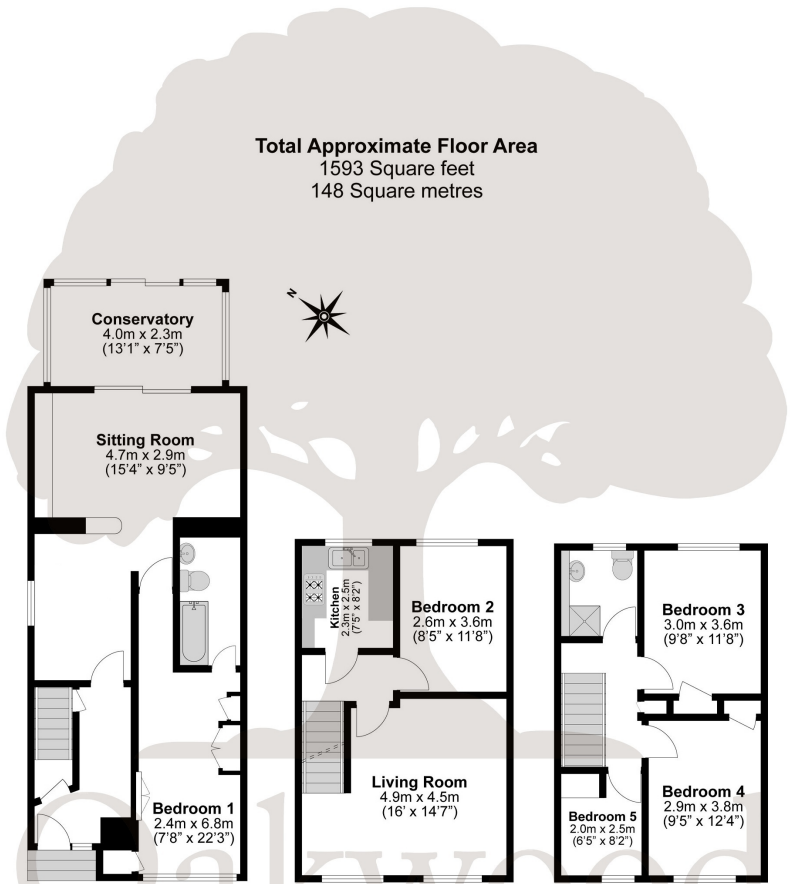 Total Approximate Floor Area
1593 Square feet
148 Square metres
N
Conservatory
4.0m x 2.3m
(13'1" x 7'5")
Sitting Room
4.7m x 2.9m
(15'4" x 9'5")
Bedroom 1
2.4m x 6.8m
(7'8" x 22'3")
Kitchen
2.3m x 2.5m
(7'5" x 8'2")
Bedroom 2
2.6m x 3.6m
(8'5" x 11'8")
Living Room
4.9m x 4.5m
(16' x 14'7")
Bedroom 3
3.0m x 3.6m
(9'8" x 11'8")
Bedroom 4
2.9m x 3.8m
(9'5" x 12'4")
Bedroom 5
2.0m x 2.5m
(6'5" x 8'2")
Oakwood